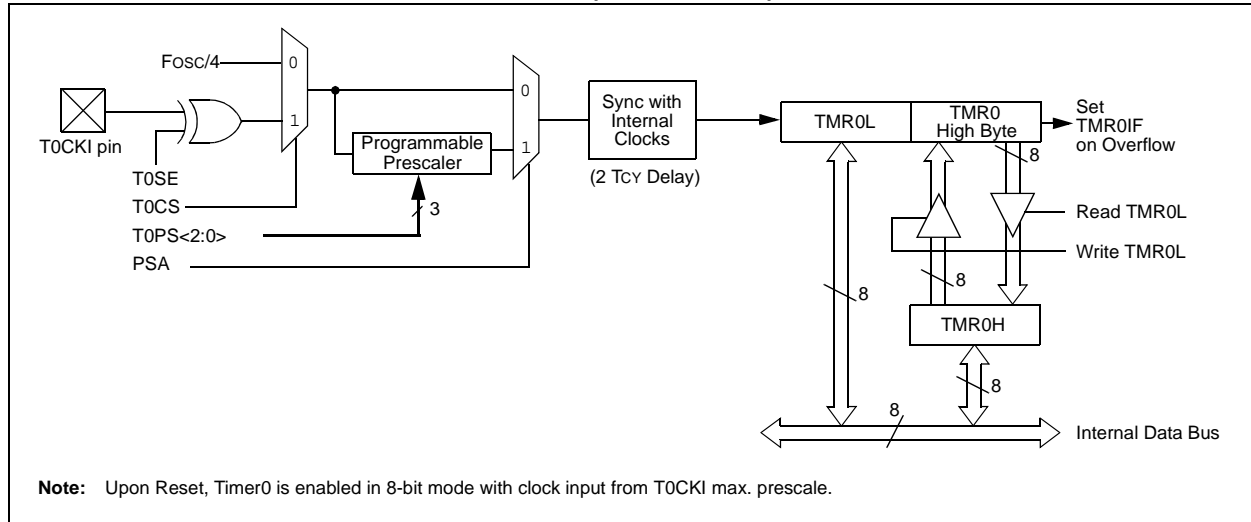 FOSC/4
0
1
T0CKI pin
T0SE
T0CS
T0PS<2:0>
PSA
Programmable
Prescaler
3
0
1
Sync with
Internal
Clocks
(2 TCY Delay)
TMR0L
TMR0
High Byte
Set
TMR0IF
on Overflow
8
Read TMR0L
Write TMR0L
8
8
TMR0H
8
8
Internal Data Bus
Note: Upon Reset, Timer0 is enabled in 8-bit mode with clock input from T0CKI max. prescale.